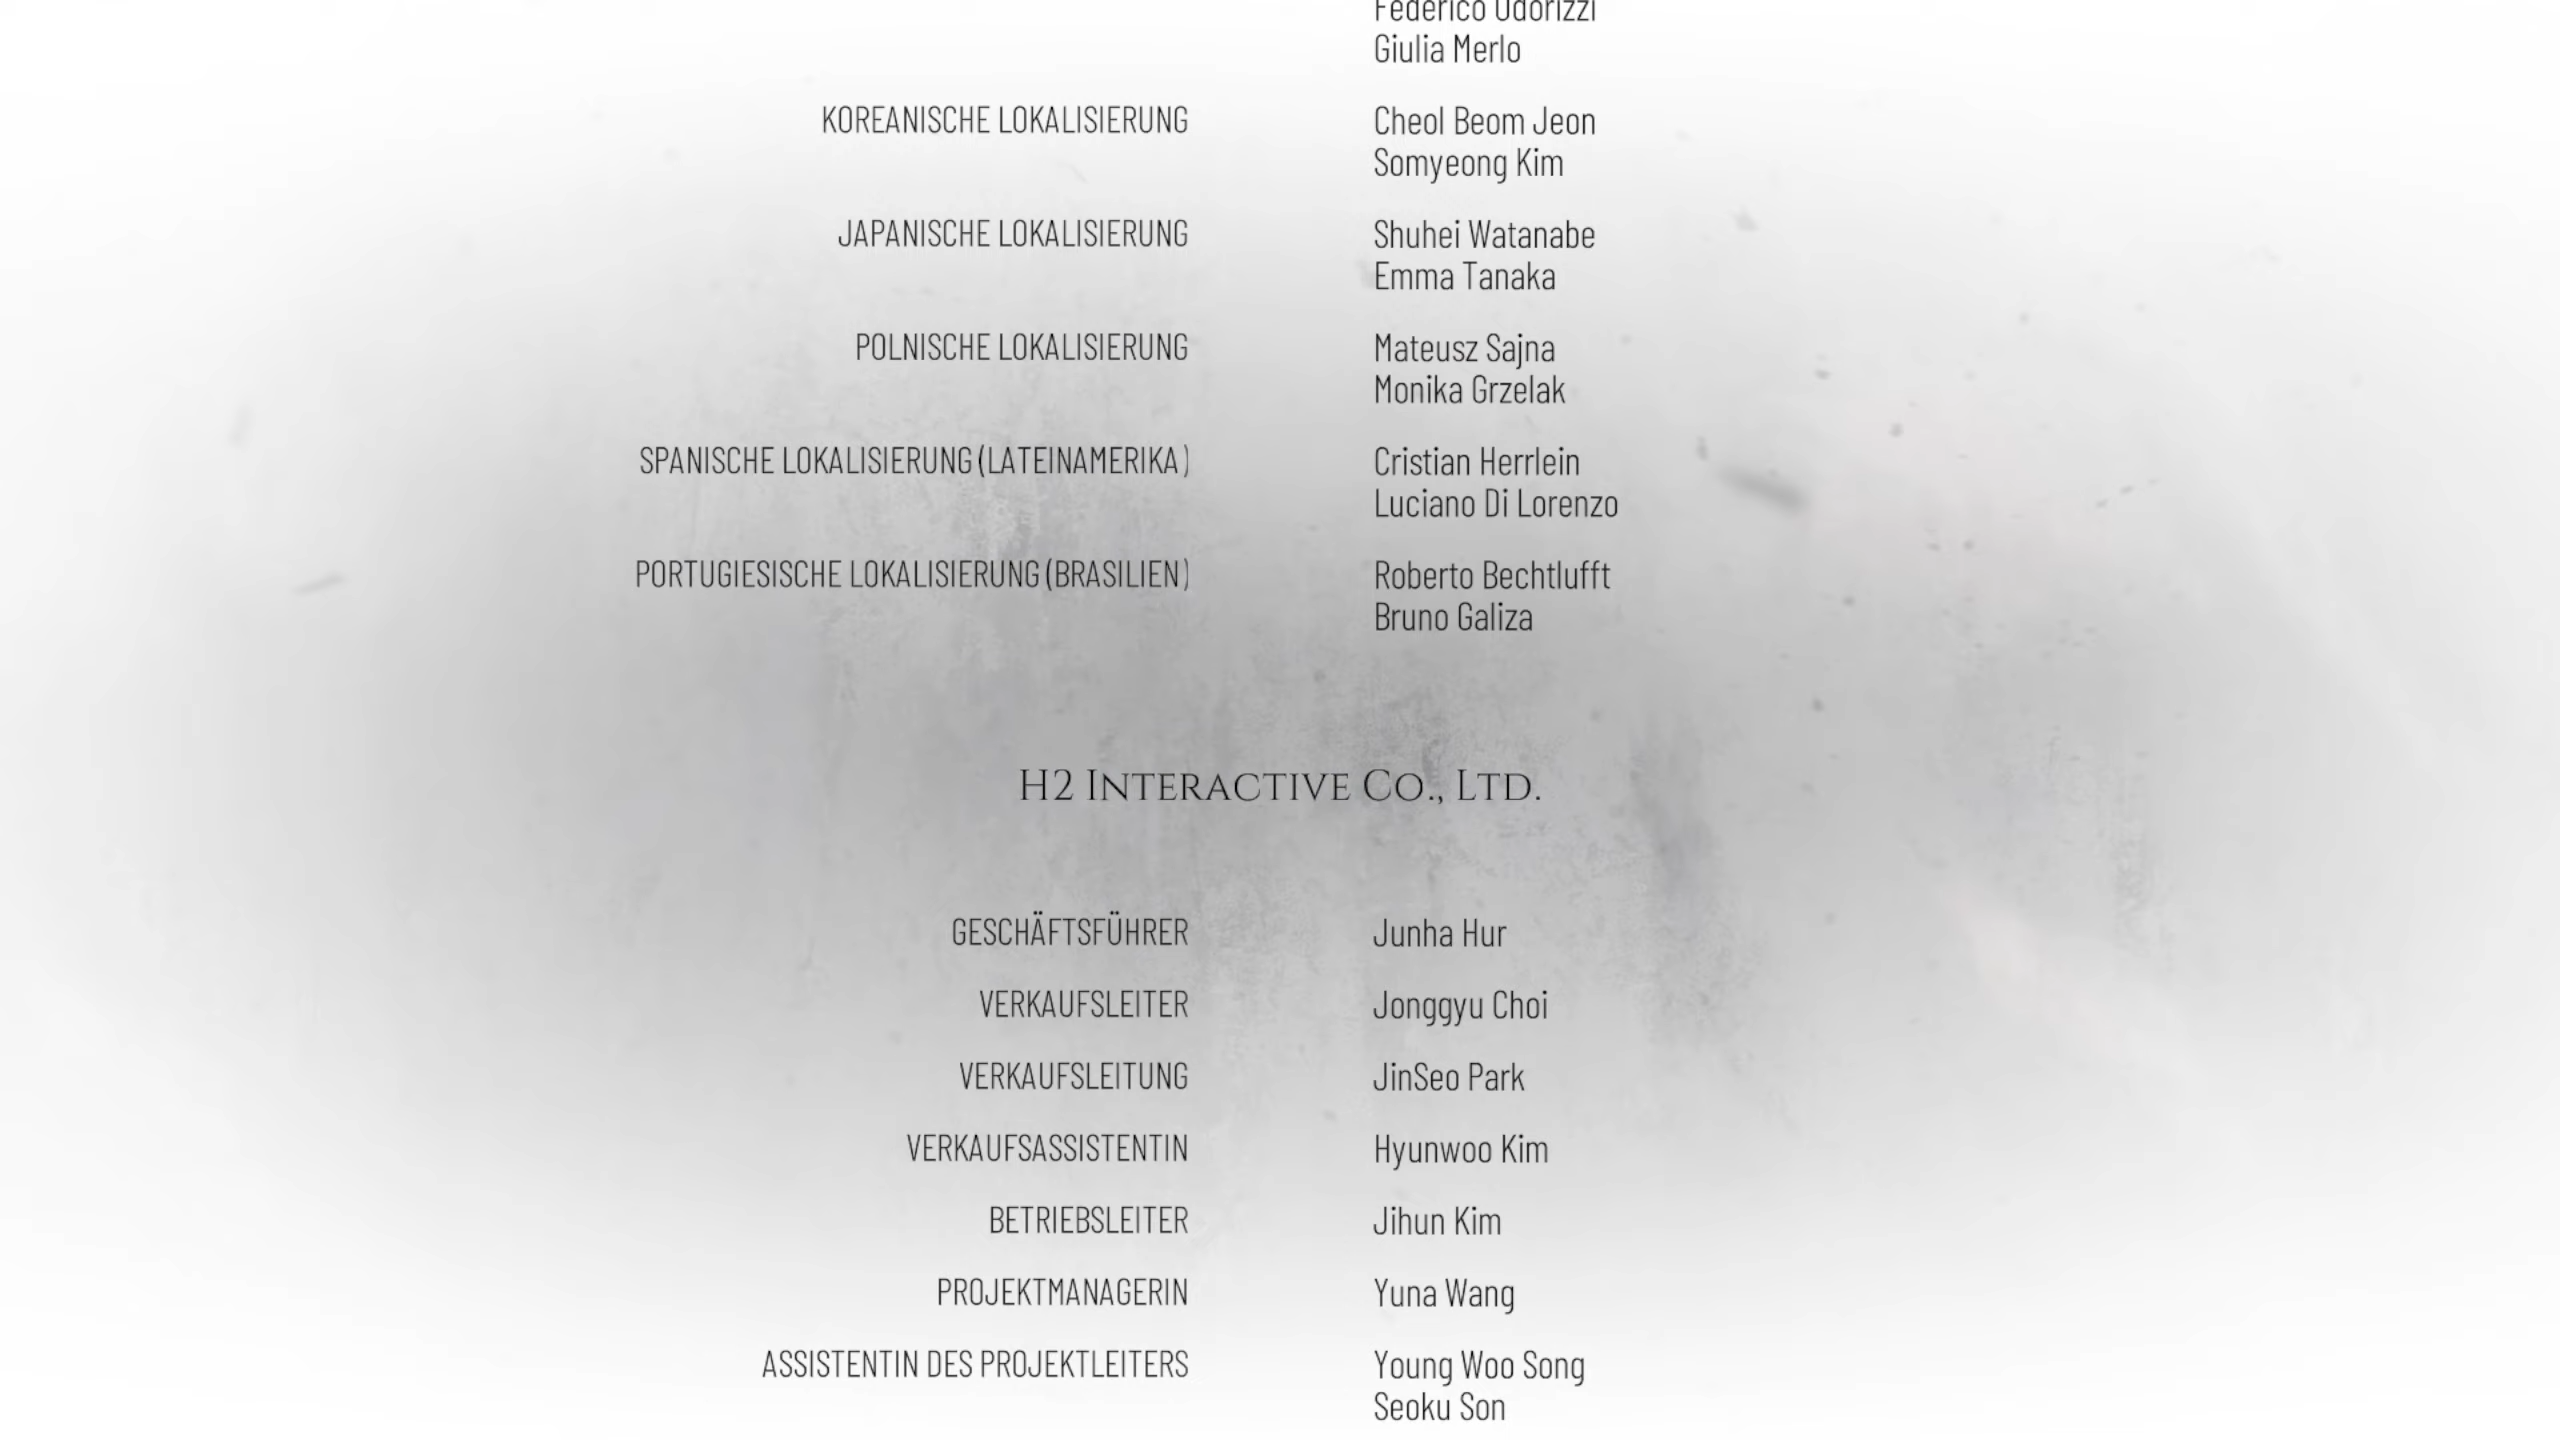 Federico Odorizzi
Giulia Merlo
KOREANISCHE LOKALISIERUNG Cheol Beom Jeon
Somyeong Kim
JAPANISCHE LOKALISIERUNG Shuhei Watanabe
Emma Tanaka
POLNISCHE LOKALISIERUNG Mateusz Sajna
Monika Grzelak
SPANISCHE LOKALISIERUNG (LATEINAMERIKA) Cristian Herrlein
Luciano Di Lorenzo
PORTUGIESISCHE LOKALISIERUNG (BRASILIEN) Roberto Bechtlufft
Bruno Galiza
H2 INTERACTIVE CO., LTD.
GESCHÄFTSFÜHRER Junha Hur
VERKAUFSLEITER Jonggyu Choi
VERKAUFSLEITUNG JinSeo Park
VERKAUFSASSISTENTIN Hyunwoo Kim
BETRIEBSLEITER Jihun Kim
PROJEKTMANAGERIN Yuna Wang
ASSISTENTIN DES PROJEKTLEITERS Young Woo Song
Seoku Son